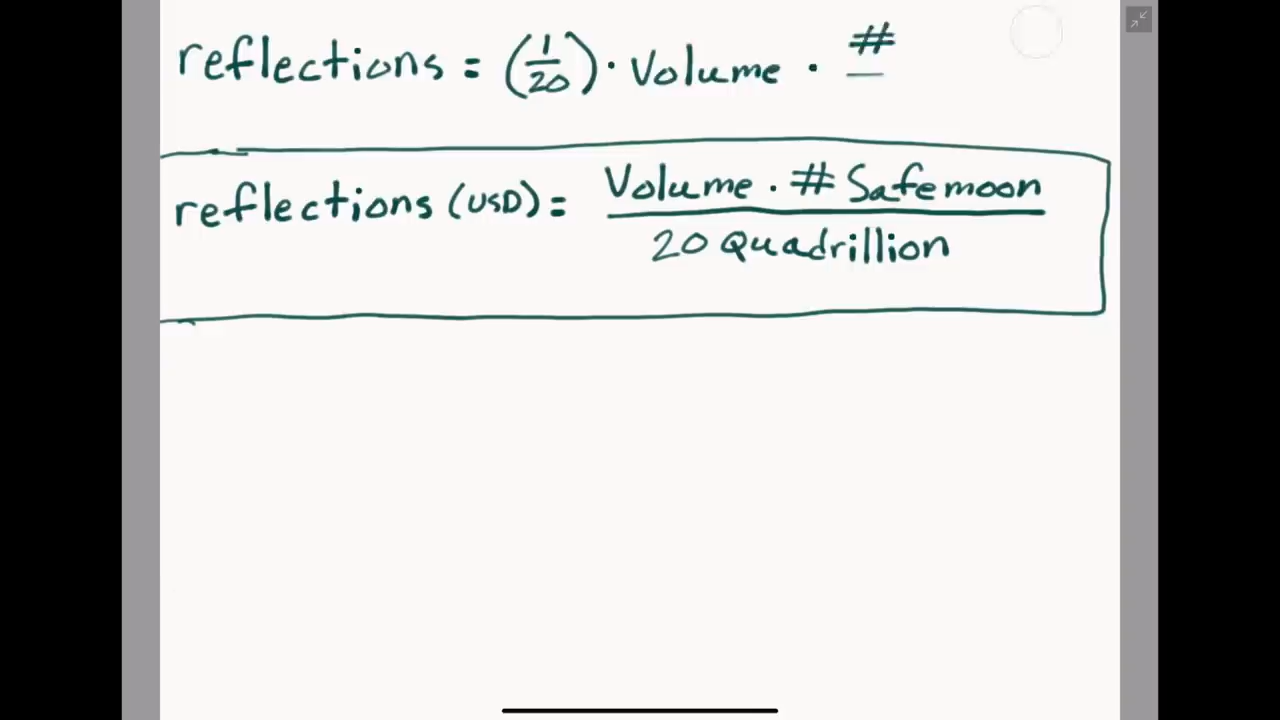 reflections = (1/20) · Volume · #
reflections (USD) = Volume · # Safemoon / 20 Quadrillion